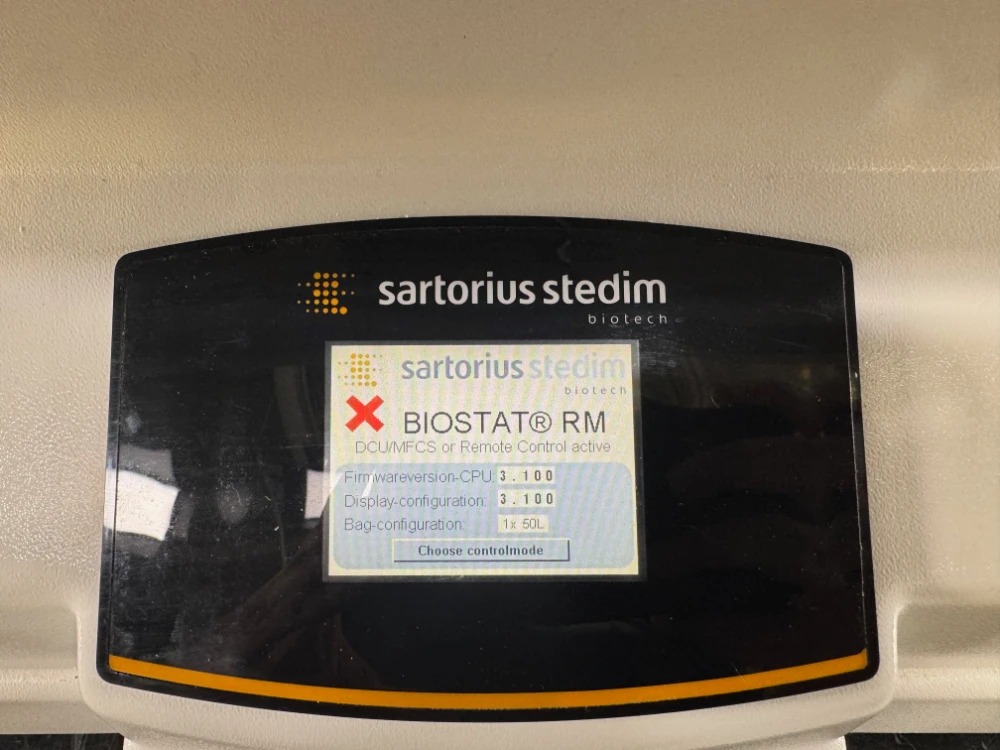 sartorius stedim
biotech
sartorius stedim
biotech
BIOSTAT® RM
DCU/MFCS or Remote Control active
Firmwareversion-CPU: 3.100
Display-configuration: 3.100
Bag-configuration: 1x 50L
Choose controlmode